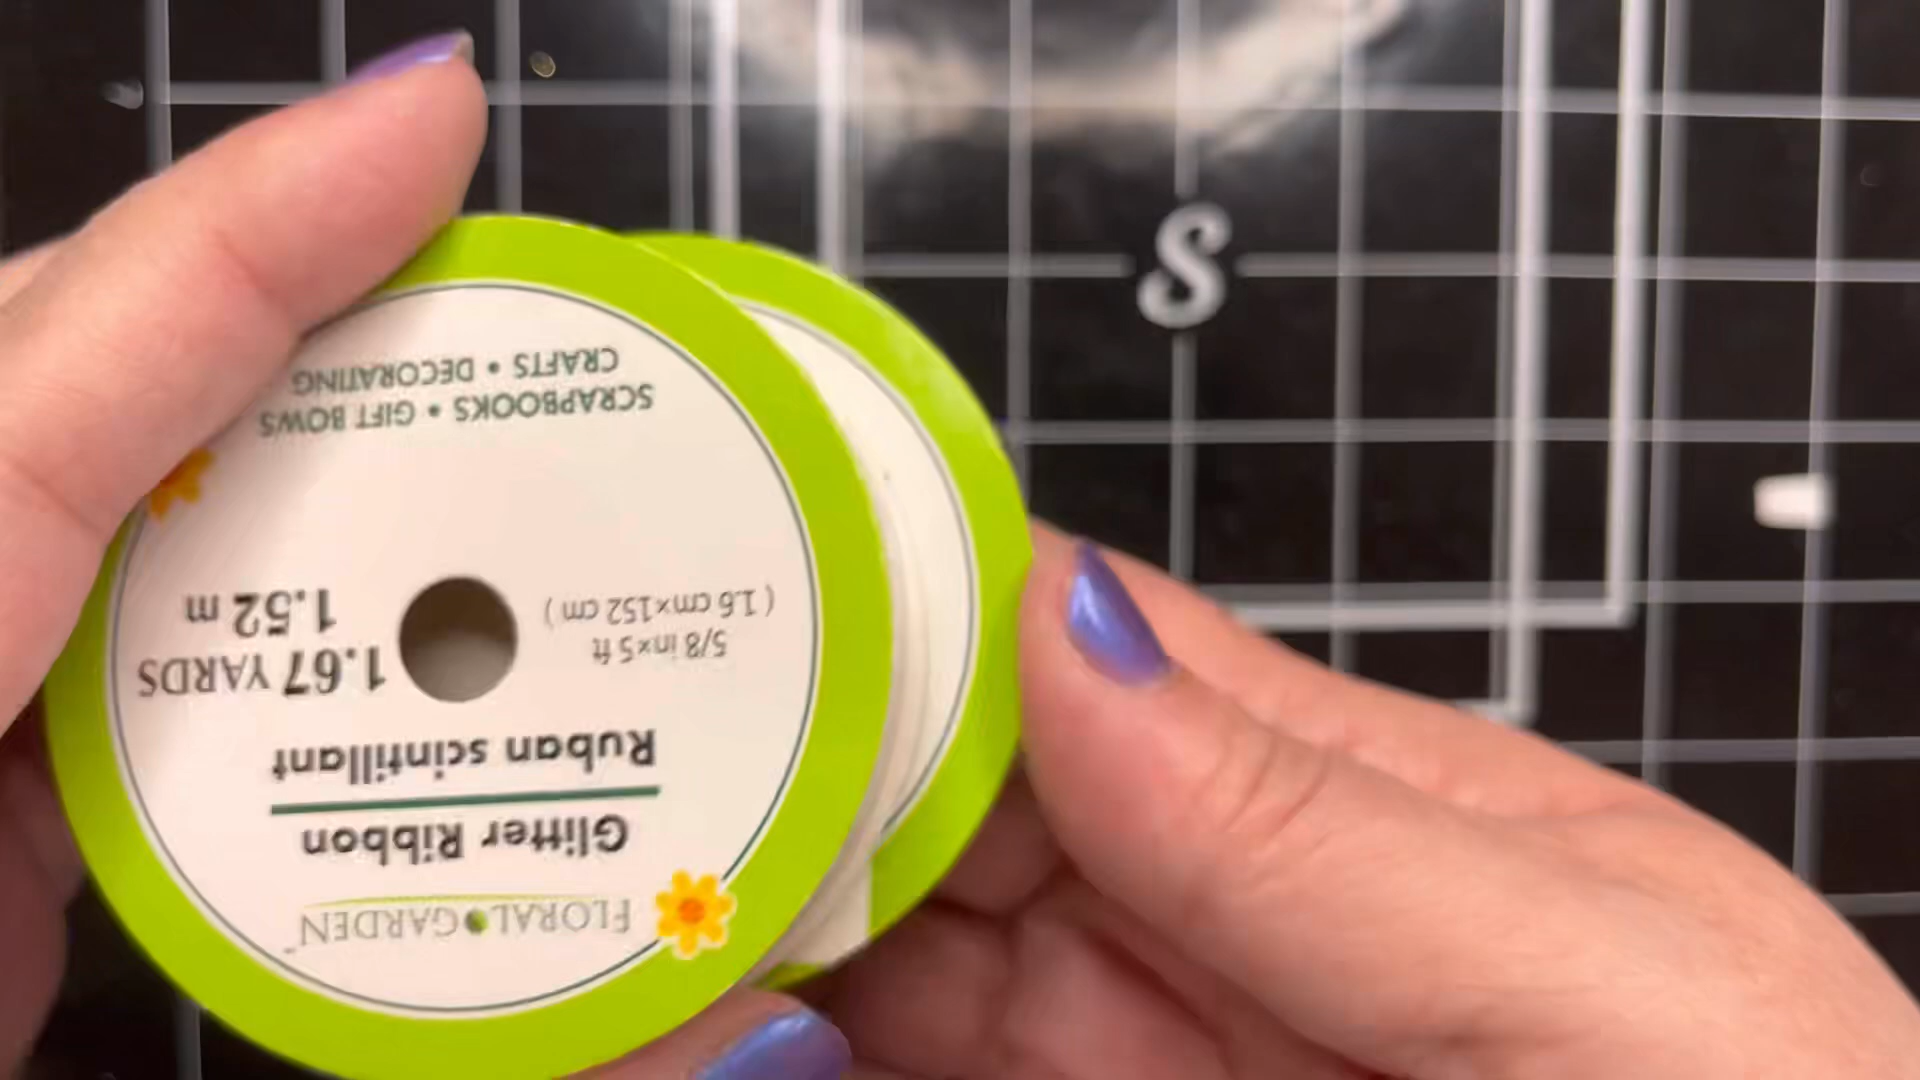 FLORAL GARDEN™
Glitter Ribbon
Ruban scintillant
5/8 in×5 ft
( 1.6 cm×152 cm )
1.67 YARDS
1.52 m
SCRAPBOOKS • GIFT BOWS
CRAFTS • DECORATING
S